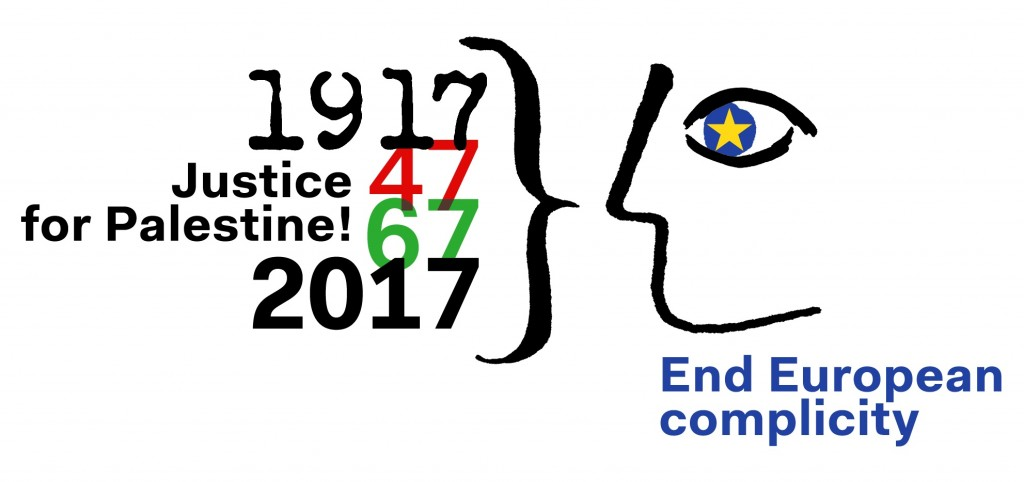 1917
47
Justice
for Palestine!
67
2017
End European
complicity